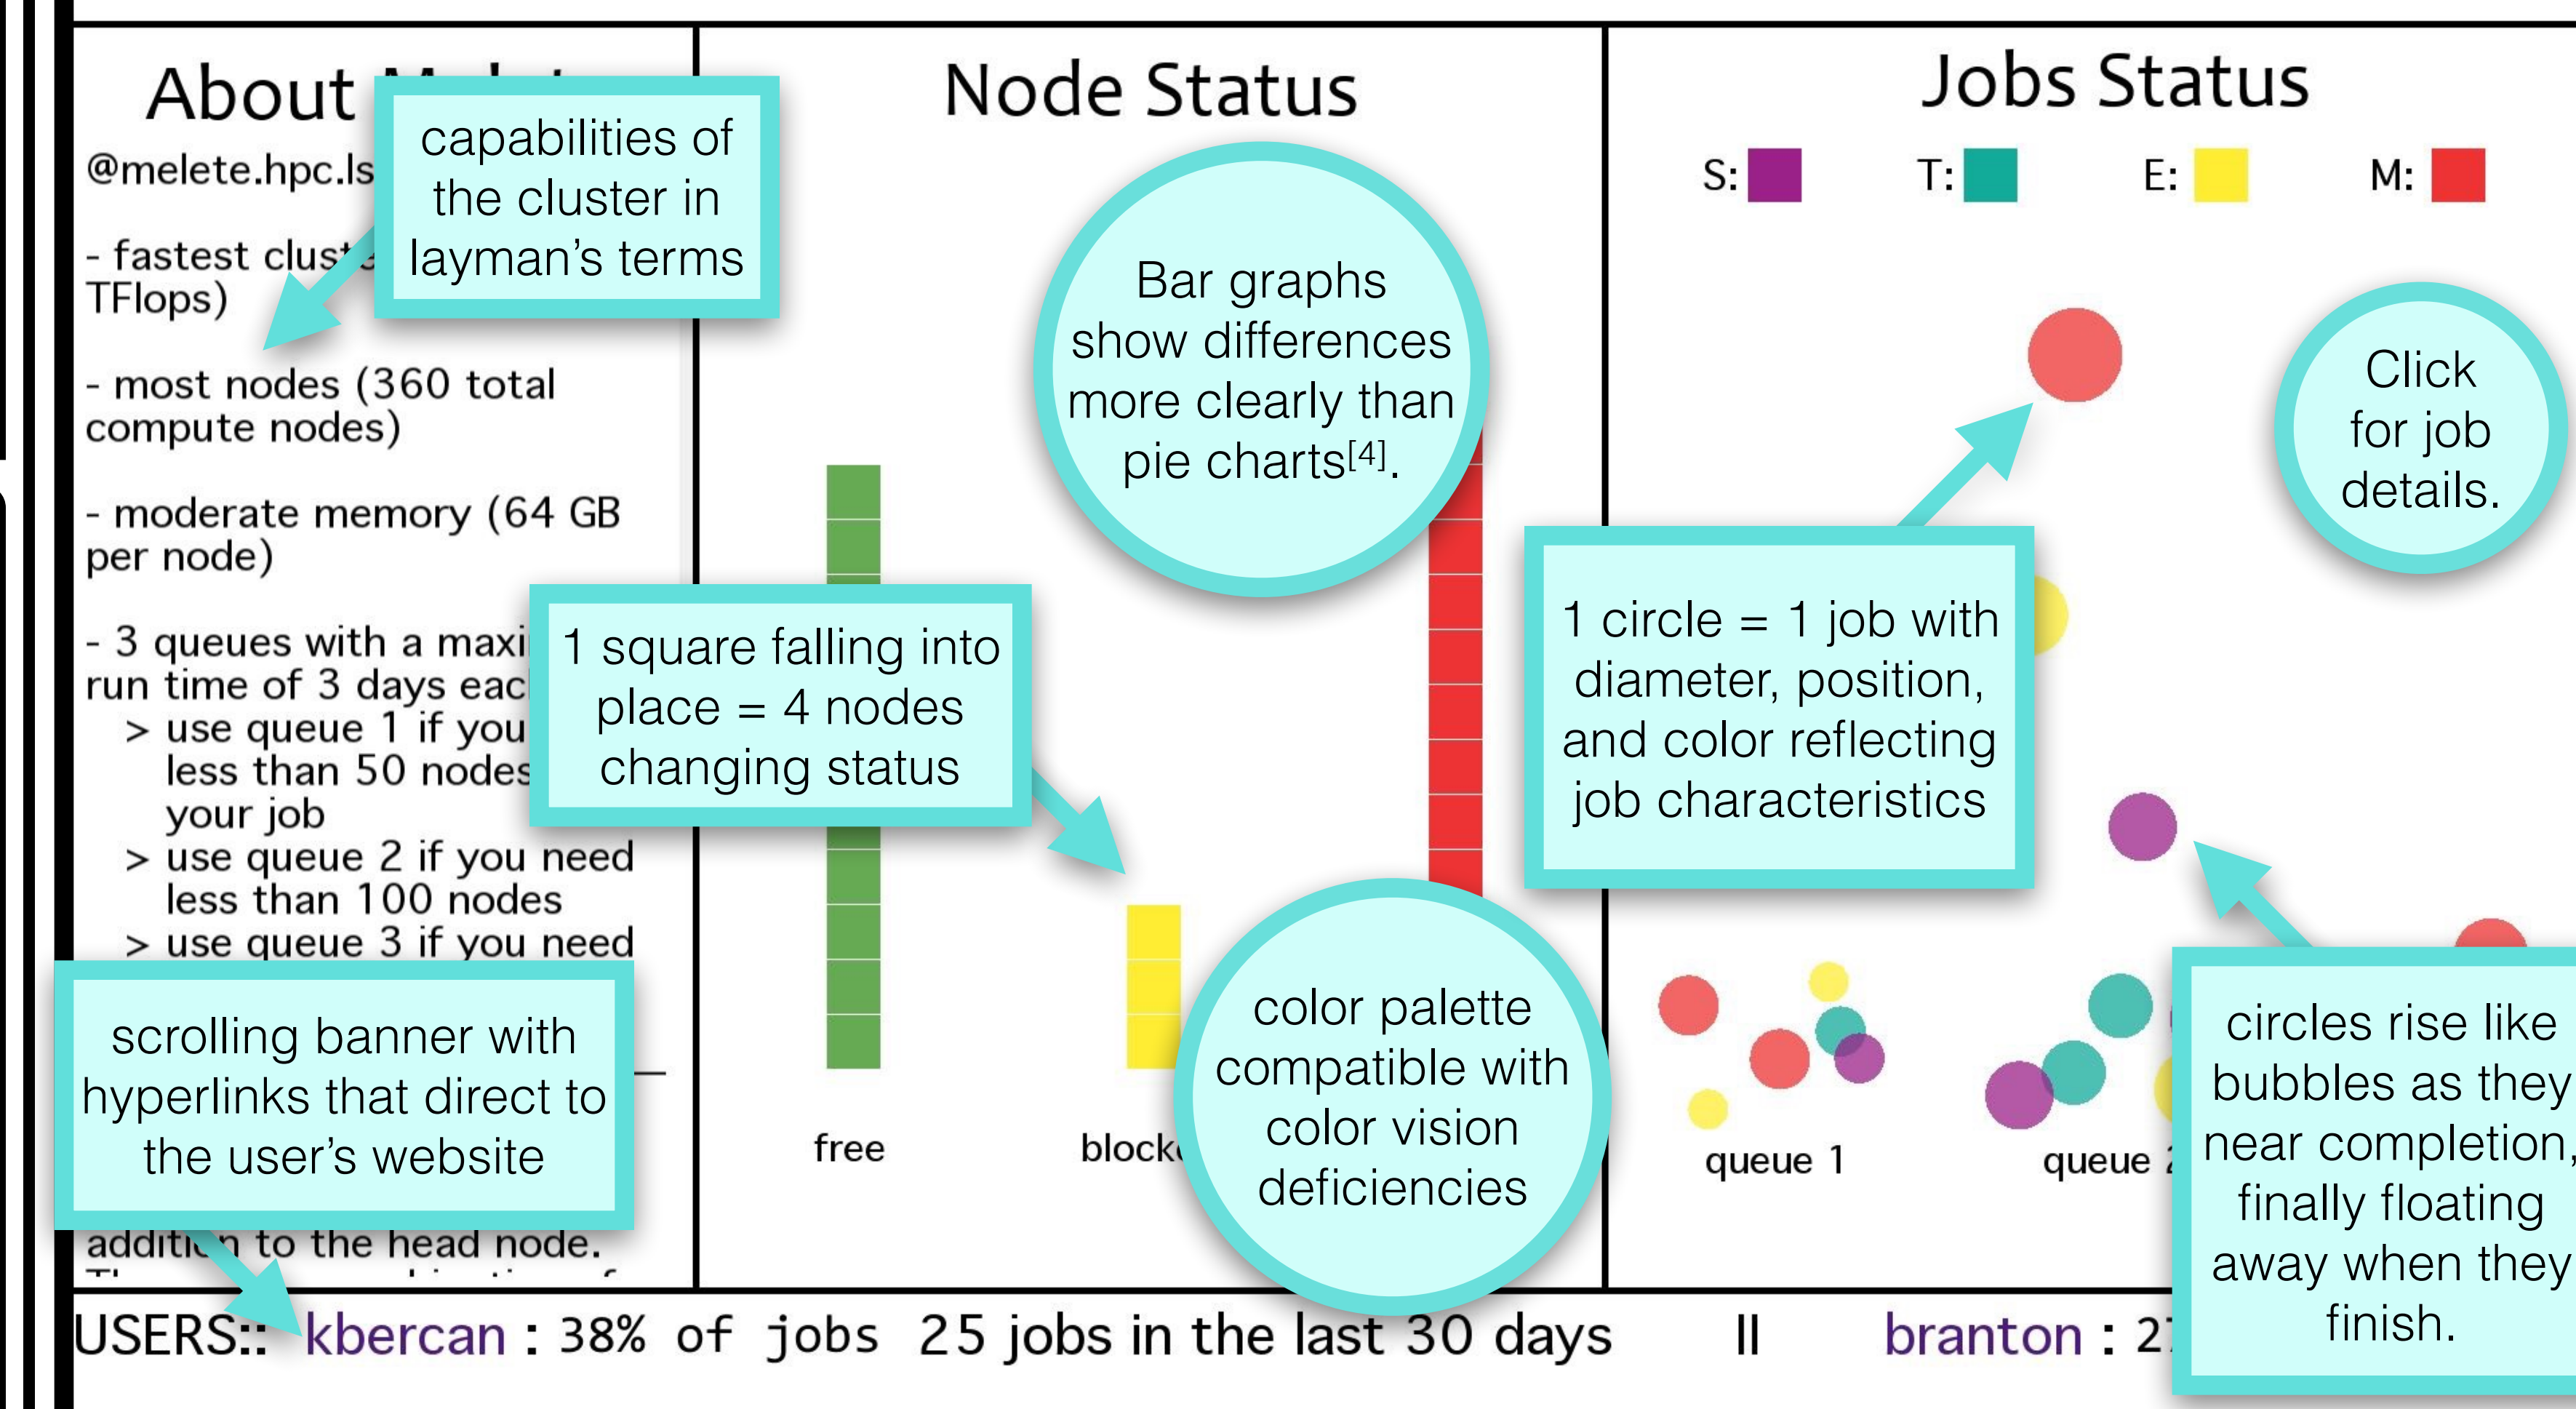 About
@melete.hpc.ls
- fastest
TFlops)
- most nodes (360 total
compute nodes)
- moderate memory (64 GB
per node)
- 3 queues with a
run time of 3 days
> use queue 1 if you
less than 50 nodes
your job
> use queue 2 if you need
less than 100 nodes
> use queue 3 if you need
addition to the head node.
capabilities of
the cluster in
layman's terms
scrolling banner with
hyperlinks that direct to
the user's website
Node Status
Bar graphs
show differences
more clearly than
pie charts[4].
1 square falling into
place = 4 nodes
changing status
color palette
compatible with
color vision
deficiencies
free
Jobs Status
S: T: E: M:
Click
for job
details.
1 circle = 1 job with
diameter, position,
and color reflecting
job characteristics
circles rise like
bubbles as they
near completion,
finally floating
away when they
finish.
queue 1
queue
USERS:: kbercan : 38% of jobs 25 jobs in the last 30 days II branton :